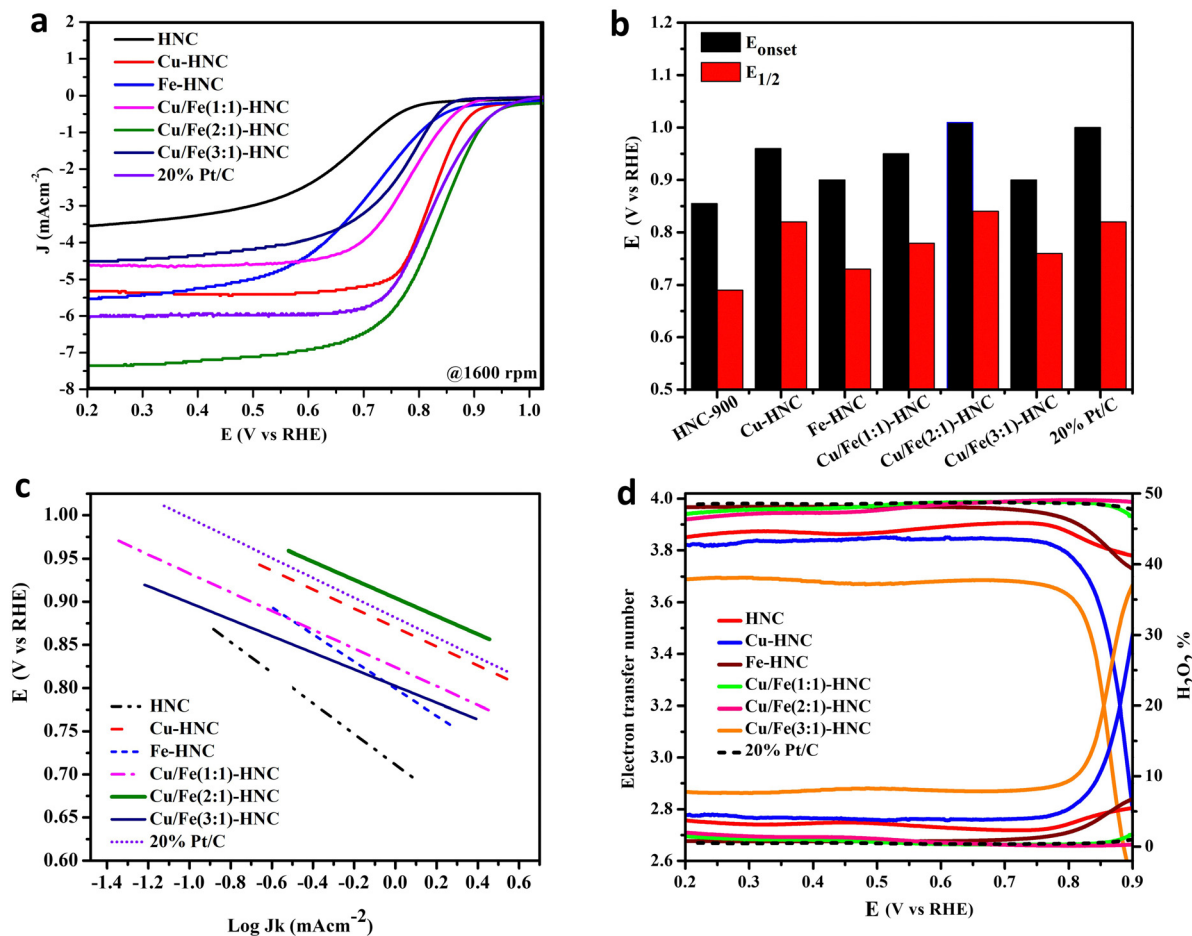 a
HNC
Cu-HNC
Fe-HNC
Cu/Fe(1:1)-HNC
Cu/Fe(2:1)-HNC
Cu/Fe(3:1)-HNC
20% Pt/C
1
0
-1
-2
-3
-4
-5
-6
-7
-8
J (mAcm⁻²)
@1600 rpm
0.2 0.3 0.4 0.5 0.6 0.7 0.8 0.9 1.0
E (V vs RHE)
b
E_onset
E_1/2
1.2
1.1
1.0
0.9
0.8
0.7
0.6
0.5
E (V vs RHE)
HNC-900
Cu-HNC
Fe-HNC
Cu/Fe(1:1)-HNC
Cu/Fe(2:1)-HNC
Cu/Fe(3:1)-HNC
20% Pt/C
c
1.00
0.95
0.90
0.85
0.80
0.75
0.70
0.65
0.60
E (V vs RHE)
HNC
Cu-HNC
Fe-HNC
Cu/Fe(1:1)-HNC
Cu/Fe(2:1)-HNC
Cu/Fe(3:1)-HNC
20% Pt/C
-1.4 -1.2 -1.0 -0.8 -0.6 -0.4 -0.2 0.0 0.2 0.4 0.6
Log Jk (mAcm⁻²)
d
4.0
3.8
3.6
3.4
3.2
3.0
2.8
2.6
Electron transfer number
HNC
Cu-HNC
Fe-HNC
Cu/Fe(1:1)-HNC
Cu/Fe(2:1)-HNC
Cu/Fe(3:1)-HNC
20% Pt/C
50
40
30
20
10
0
H₂O₂ %
0.2 0.3 0.4 0.5 0.6 0.7 0.8 0.9
E (V vs RHE)